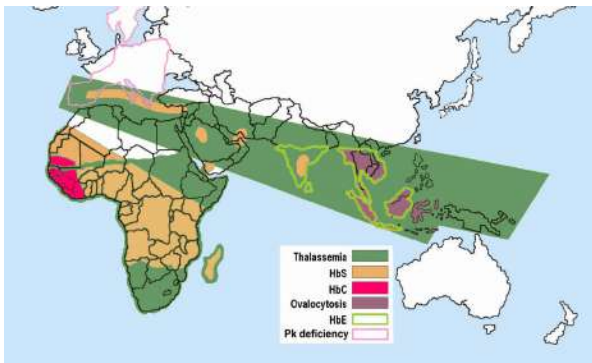 Thalassemia
HbS
HbC
Ovalocytosis
HbE
Pk deficiency